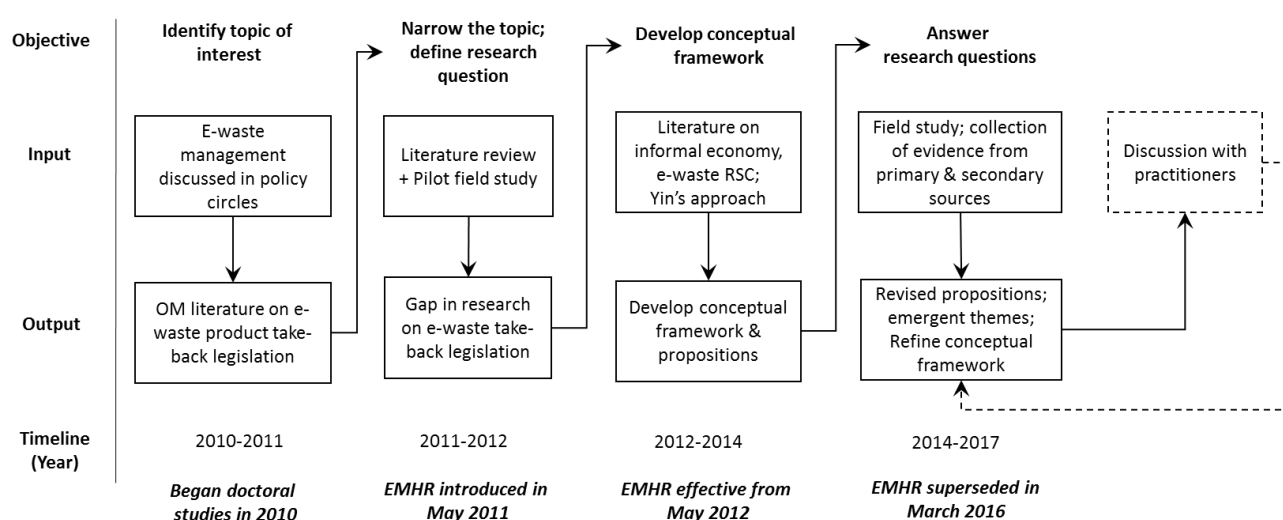 Objective
Identify topic of
interest
Narrow the topic;
define research
question
Develop conceptual
framework
Answer
research questions
Input
E-waste
management
discussed in policy
circles
Literature review
+ Pilot field study
Literature on
informal economy,
e-waste RSC;
Yin’s approach
Field study; collection
of evidence from
primary & secondary
sources
Discussion with
practitioners
Output
OM literature on e-
waste product take-
back legislation
Gap in research
on e-waste take-
back legislation
Develop conceptual
framework &
propositions
Revised propositions;
emergent themes;
Refine conceptual
framework
Timeline
(Year)
2010-2011
2011-2012
2012-2014
2014-2017
Began doctoral
studies in 2010
EMHR introduced in
May 2011
EMHR effective from
May 2012
EMHR superseded in
March 2016